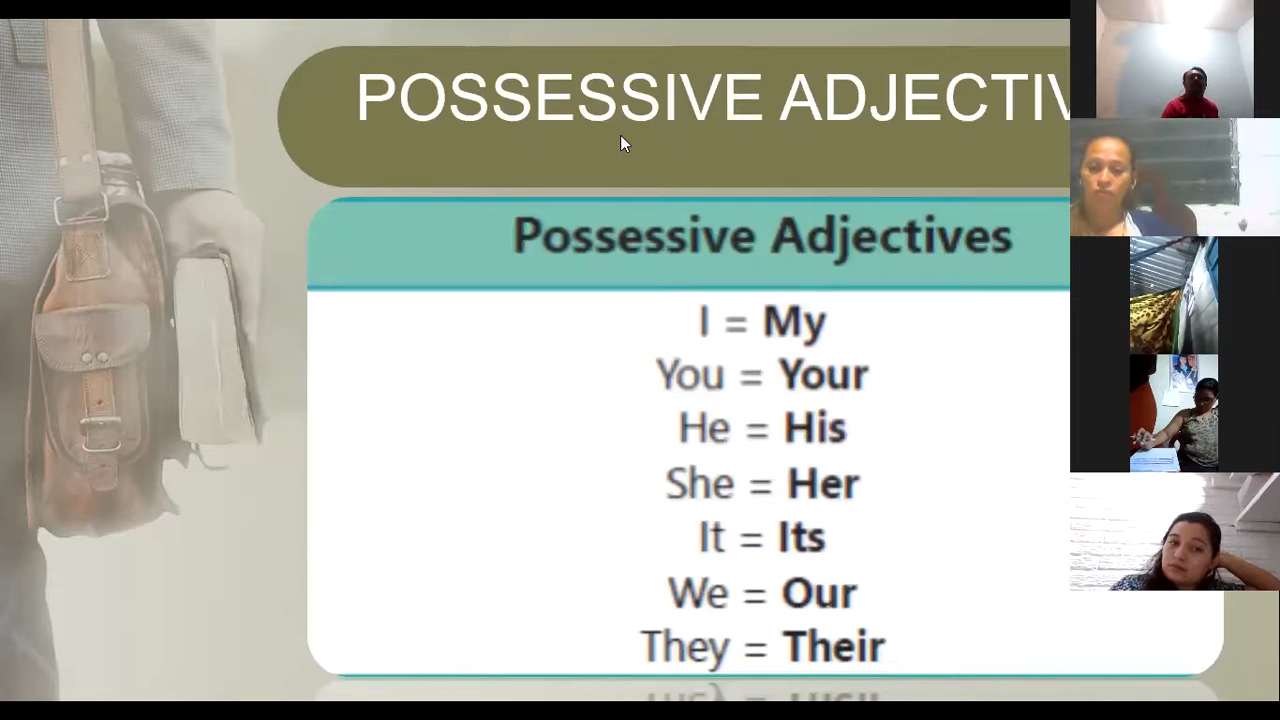 POSSESSIVE ADJECTIV
Possessive Adjectives
I = My
You = Your
He = His
She = Her
It = Its
We = Our
They = Their